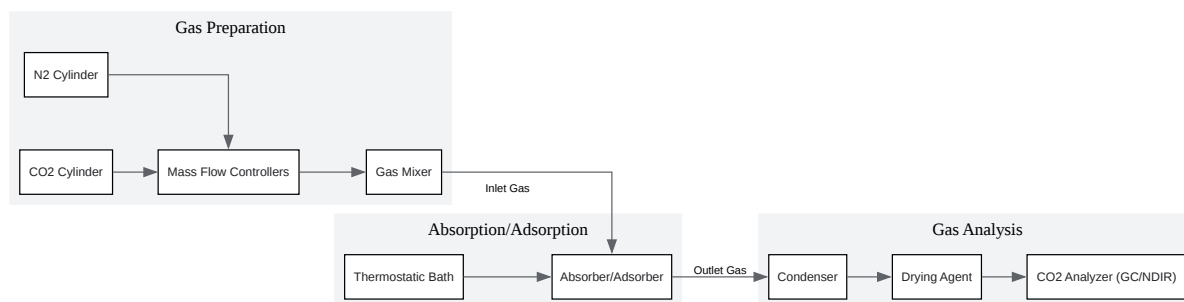 Gas Preparation
N2 Cylinder
CO2 Cylinder
Mass Flow Controllers
Gas Mixer
Inlet Gas
Absorption/Adsorption
Thermostatic Bath
Absorber/Adsorber
Outlet Gas
Gas Analysis
Condenser
Drying Agent
CO2 Analyzer (GC/NDIR)